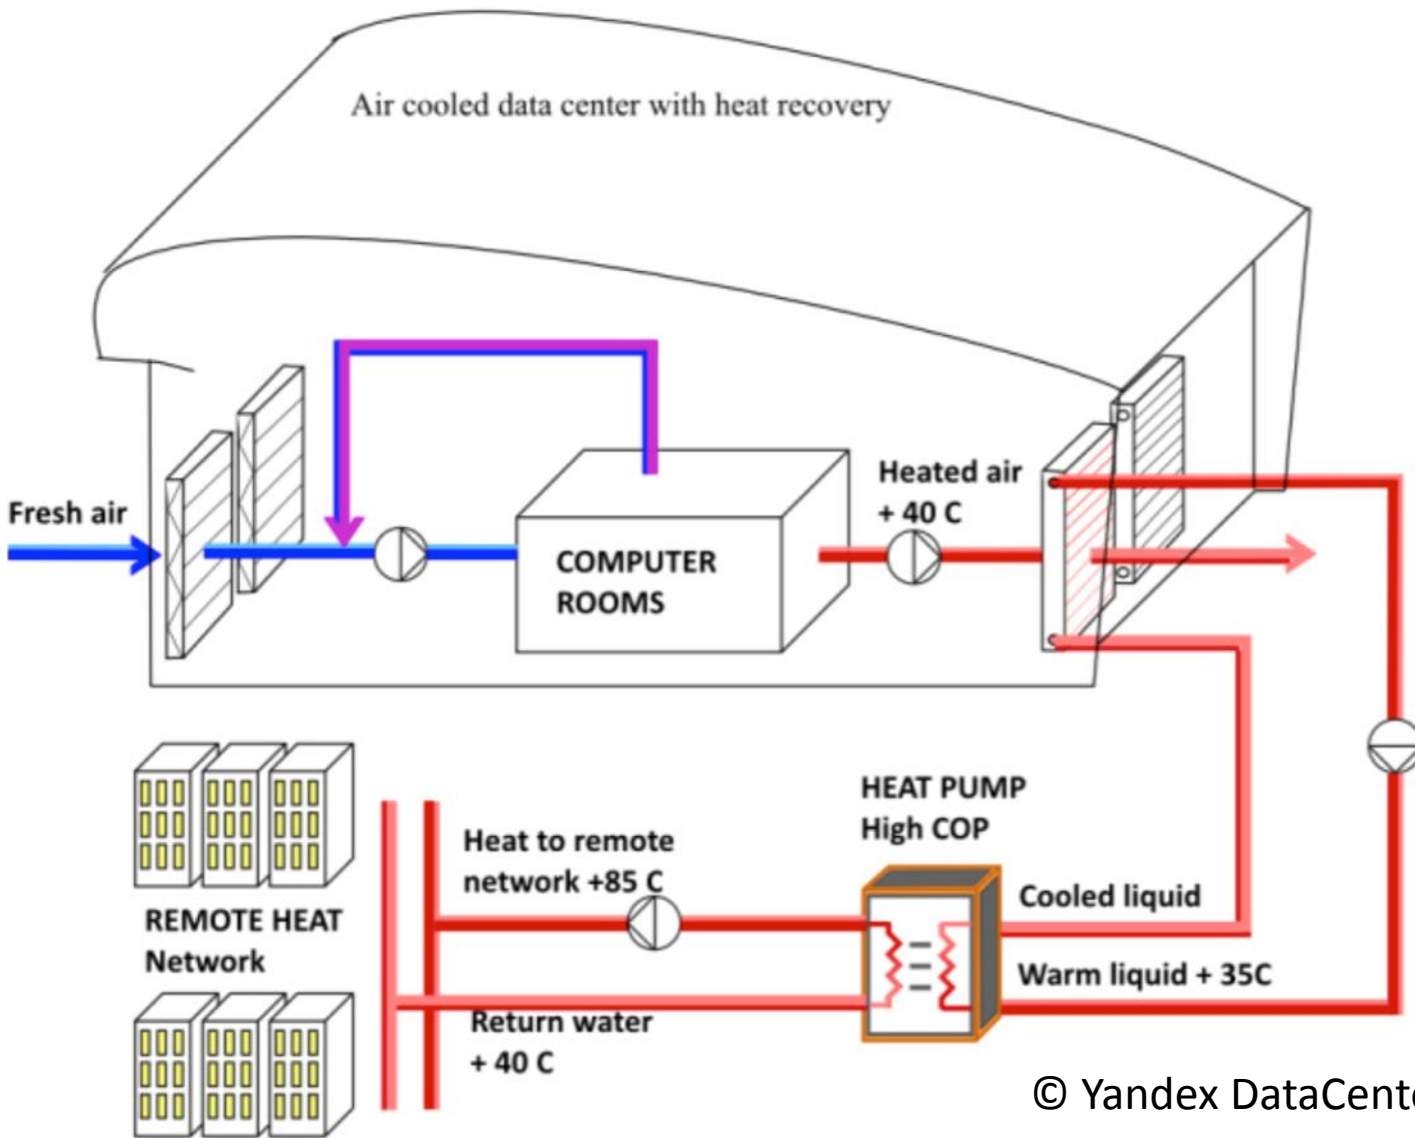 Air cooled data center with heat recovery
Fresh air
COMPUTER
ROOMS
Heated air
+ 40 C
HEAT PUMP
High COP
Heat to remote
network +85 C
Cooled liquid
REMOTE HEAT
Network
Warm liquid + 35C
Return water
+ 40 C
© Yandex DataCente